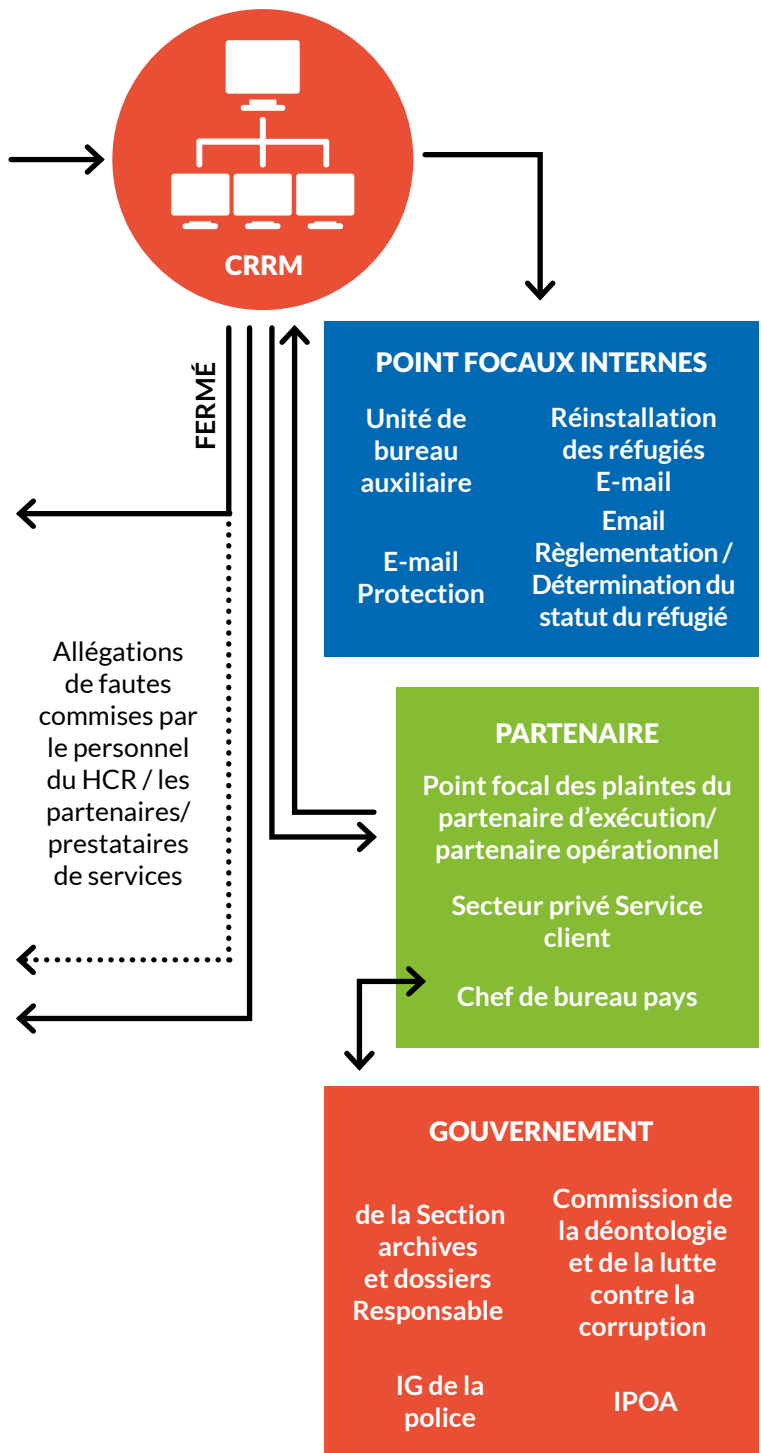 CRRM
FERMÉ
POINT FOCAUX INTERNES
Unité de
bureau
auxiliaire
Réinstallation
des réfugiés
E-mail
E-mail
Protection
Email
Règlementation /
Détermination du
statut du réfugié
Allégations
de fautes
commises par
le personnel
du HCR / les
partenaires/
prestataires
de services
PARTENAIRE
Point focal des plaintes du
partenaire d’exécution/
partenaire opérationnel
Secteur privé Service
client
Chef de bureau pays
GOUVERNEMENT
de la Section
archives
et dossiers
Responsable
Commission de
la déontologie
et de la lutte
contre la
corruption
IG de la
police
IPOA